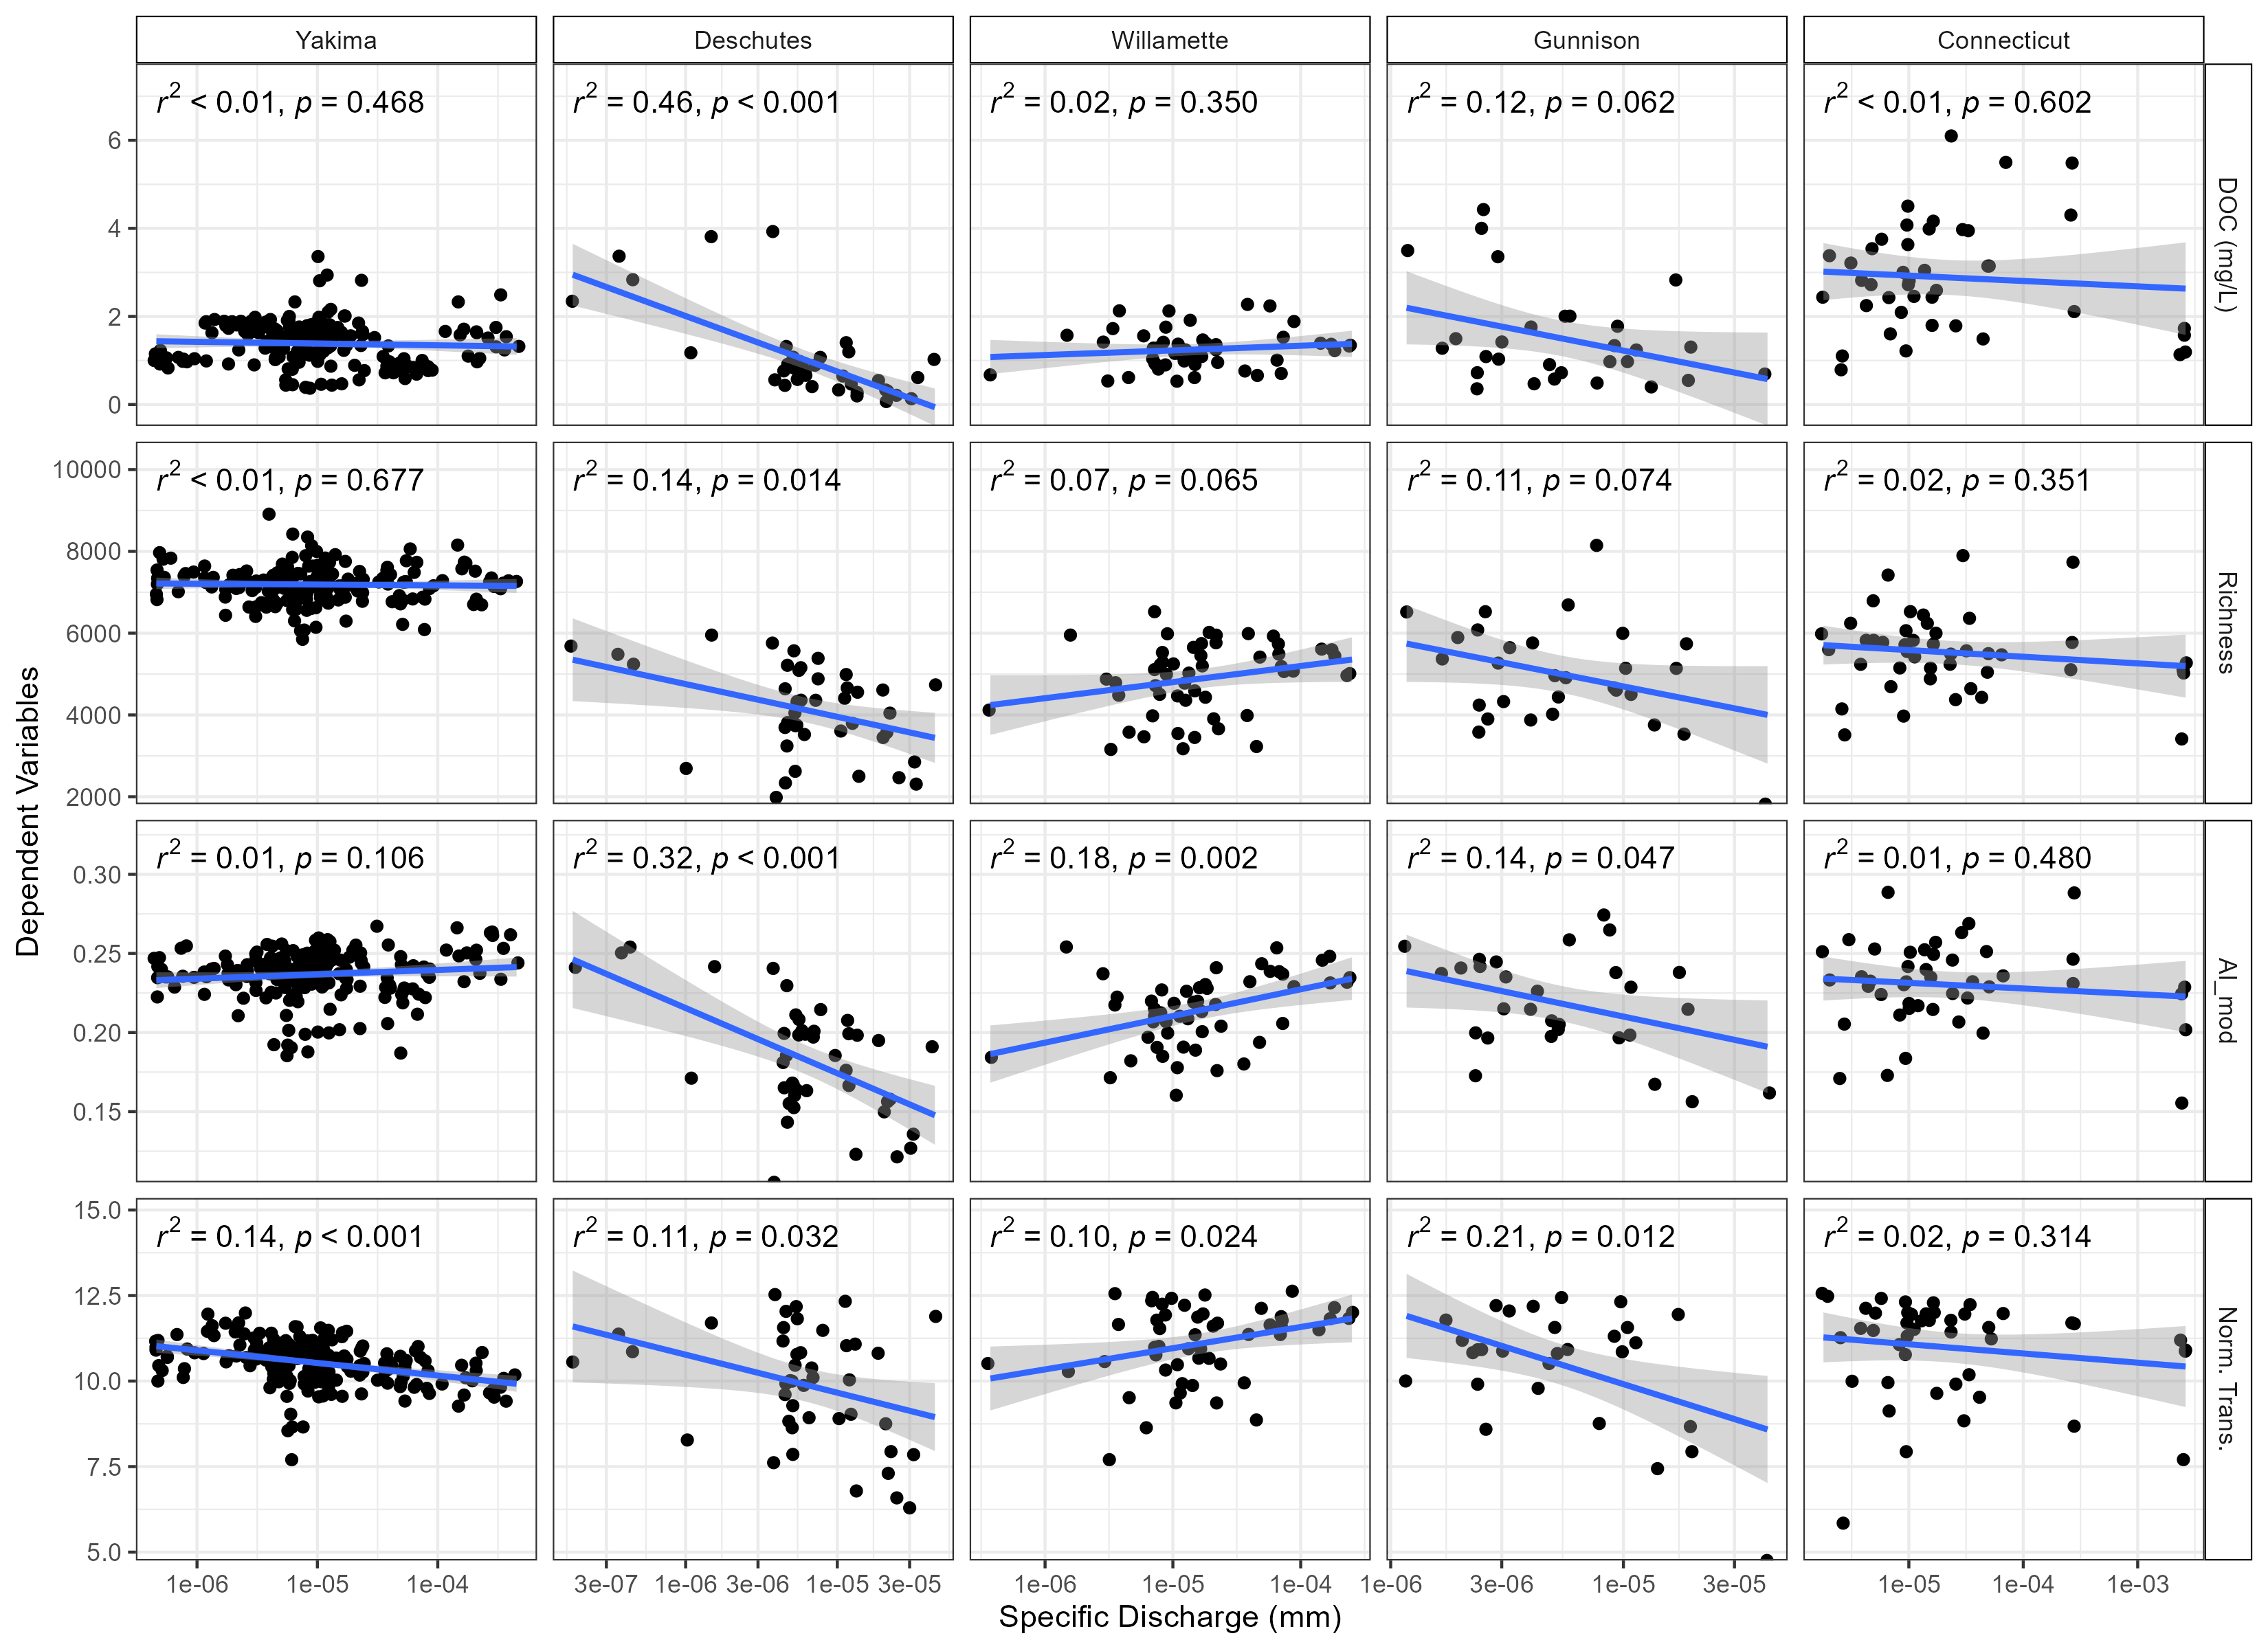 Yakima Deschutes Willamette Gunnison Connecticut
r² < 0.01, p = 0.468 r² = 0.46, p < 0.001 r² = 0.02, p = 0.350 r² = 0.12, p = 0.062 r² < 0.01, p = 0.602
6
4
2
0
DOC (mg/L)
r² < 0.01, p = 0.677 r² = 0.14, p = 0.014 r² = 0.07, p = 0.065 r² = 0.11, p = 0.074 r² = 0.02, p = 0.351
10000
8000
6000
4000
2000
Richness
Dependent Variables
r² = 0.01, p = 0.106 r² = 0.32, p < 0.001 r² = 0.18, p = 0.002 r² = 0.14, p = 0.047 r² = 0.01, p = 0.480
0.30
0.25
0.20
0.15
AI_mod
r² = 0.14, p < 0.001 r² = 0.11, p = 0.032 r² = 0.10, p = 0.024 r² = 0.21, p = 0.012 r² = 0.02, p = 0.314
15.0
12.5
10.0
7.5
5.0
Norm. Trans.
1e-06 1e-05 1e-04 3e-07 1e-06 3e-06 1e-05 3e-05 1e-06 1e-05 1e-04 1e-06 3e-06 1e-05 3e-05 1e-05 1e-04 1e-03
Specific Discharge (mm)